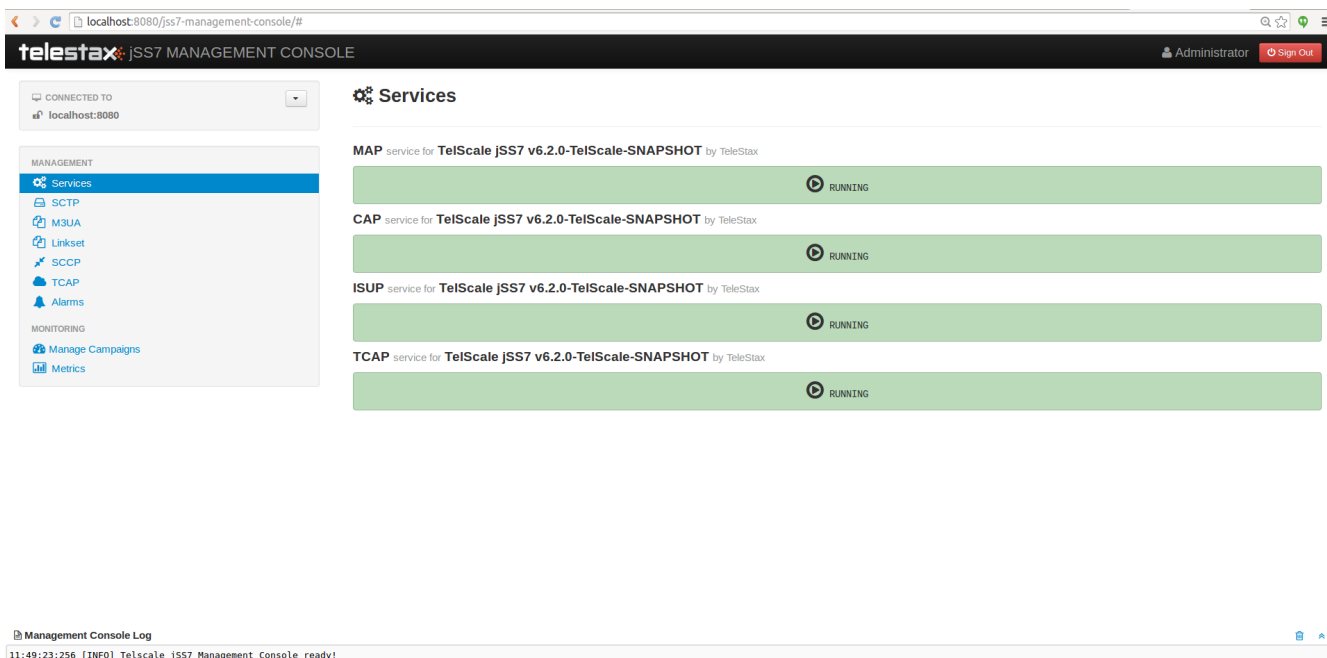 localhost:8080/jss7-management-console/#
telestax jSS7 MANAGEMENT CONSOLE
Administrator
Sign Out
CONNECTED TO
localhost:8080
MANAGEMENT
Services
SCTP
M3UA
Linkset
SCCP
TCAP
Alarms
MONITORING
Manage Campaigns
Metrics
Services
MAP service for TelScale jSS7 v6.2.0-TelScale-SNAPSHOT by TeleStax
RUNNING
CAP service for TelScale jSS7 v6.2.0-TelScale-SNAPSHOT by TeleStax
RUNNING
ISUP service for TelScale jSS7 v6.2.0-TelScale-SNAPSHOT by TeleStax
RUNNING
TCAP service for TelScale jSS7 v6.2.0-TelScale-SNAPSHOT by TeleStax
RUNNING
Management Console Log
11:49:23:256 [INFO] Telscale jSS7 Management Console ready!